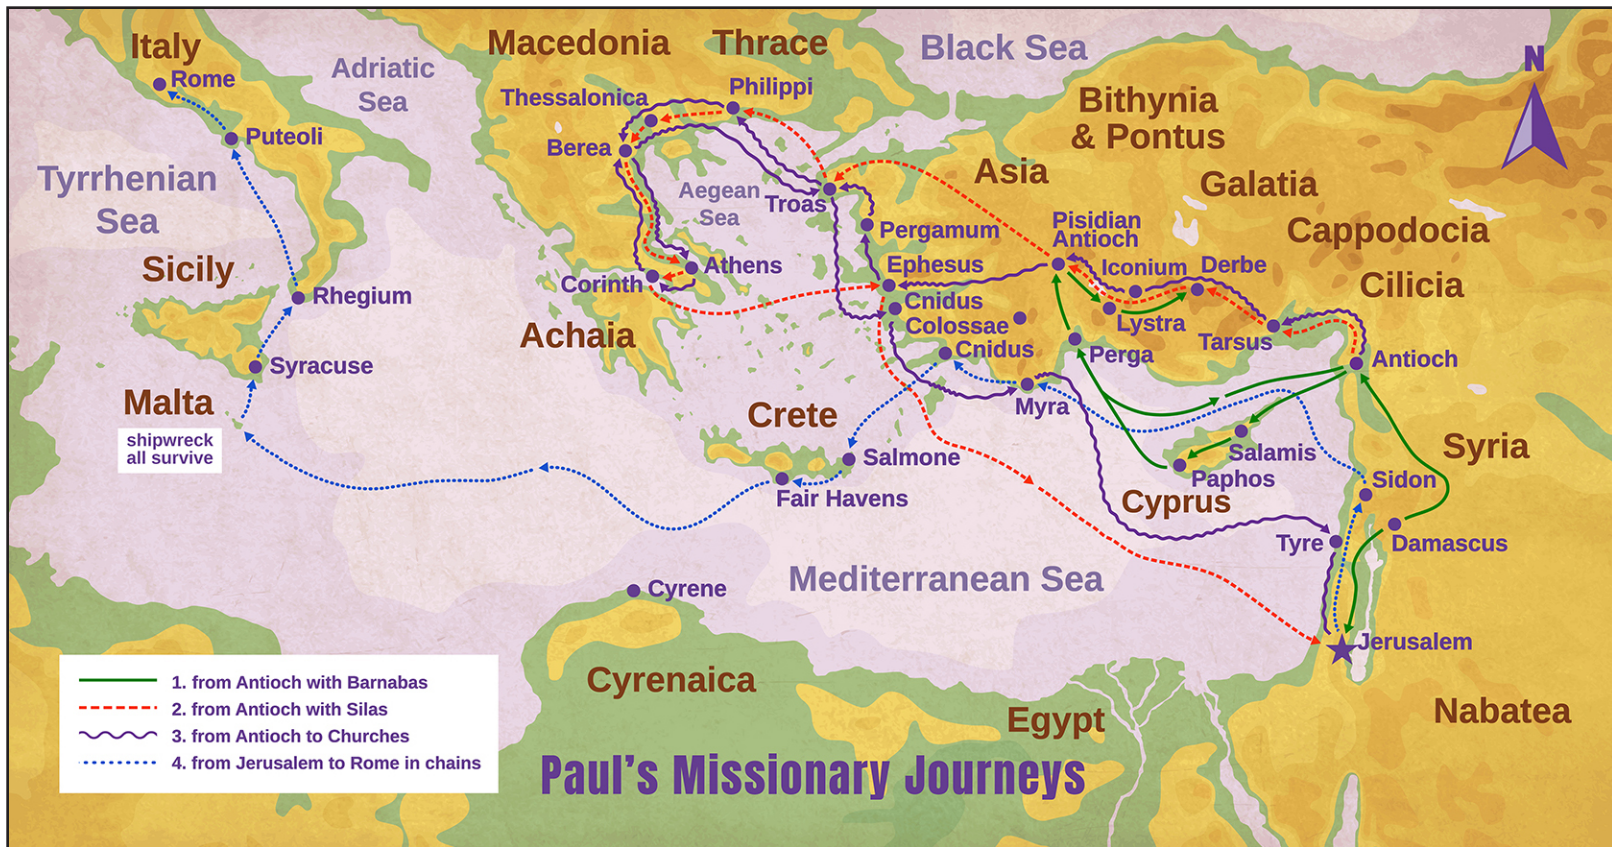 Italy
Rome
Adriatic
Sea
Macedonia
Thrace
Black Sea
N
Thessalonica
Philippi
Bithynia
& Pontus
Puteoli
Berea
Tyrrhenian
Sea
Aegean
Sea
Troas
Asia
Galatia
Pisidian
Antioch
Pergamum
Cappodocia
Sicily
Rhegium
Corinth
Athens
Ephesus
Iconium
Derbe
Cilicia
Cnidus
Colossae
Lystra
Achaia
Cnidus
Perga
Tarsus
Antioch
Syracuse
Malta
shipwreck
all survive
Crete
Myra
Salmone
Fair Havens
Salamis
Paphos
Cyprus
Syria
Sidon
Tyre
Damascus
Mediterranean Sea
Cyrene
Jerusalem
Cyrenaica
Egypt
Nabatea
1. from Antioch with Barnabas
2. from Antioch with Silas
3. from Antioch to Churches
4. from Jerusalem to Rome in chains
Paul's Missionary Journeys